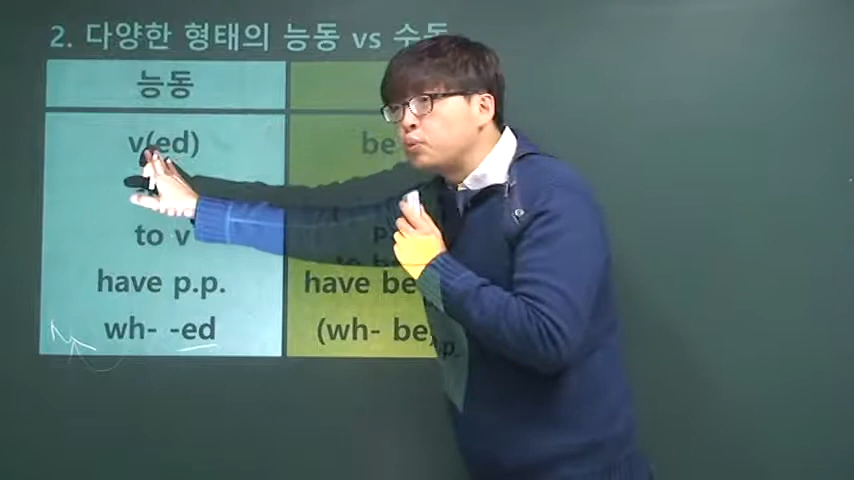 2. 다양한 형태의 능동 vs 수동
능동
v(ed) be
to v
have p.p. have be
wh- -ed (wh- be